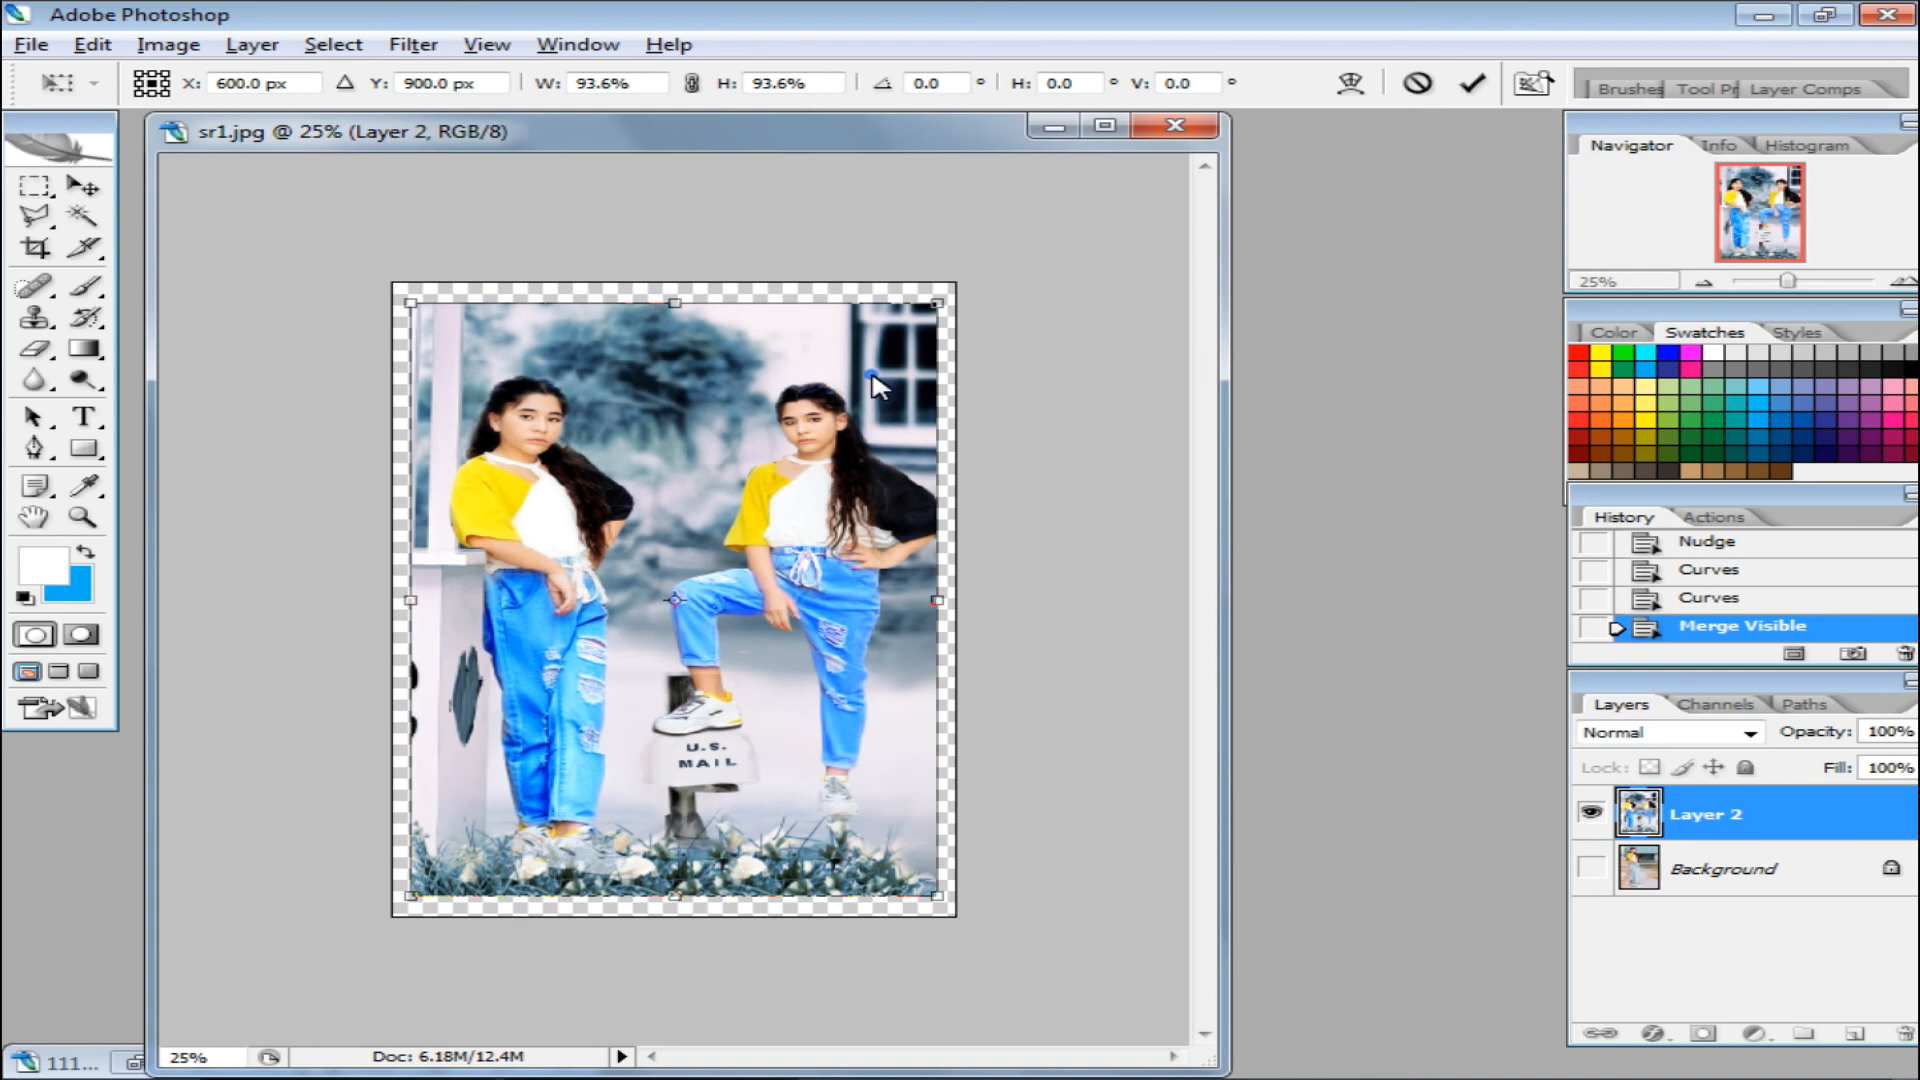 Adobe Photoshop
File Edit Image Layer Select Filter View Window Help
X: 600.0 px Y: 900.0 px W: 93.6% H: 93.6% 0.0 ° H: 0.0 ° V: 0.0 °
Brushes Tool Pr Layer Comps
sr1.jpg @ 25% (Layer 2, RGB/8)
Navigator Info Histogram
25%
Color Swatches Styles
T
History Actions
Nudge
Curves
Curves
Merge Visible
U.S.
MAIL
Layers Channels Paths
Normal Opacity: 100%
Lock: Fill: 100%
Layer 2
Background
25% Doc: 6.18M/12.4M
111...